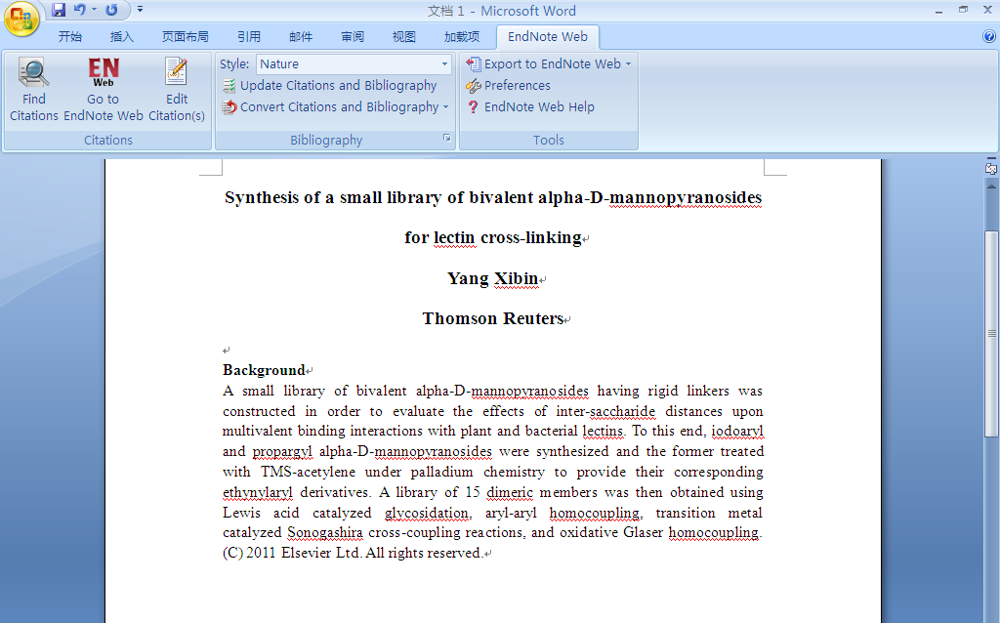 文档 1 - Microsoft Word
开始 插入 页面布局 引用 邮件 审阅 视图 加载项 EndNote Web
Find Citations
EN Web
Go to EndNote Web
Edit Citation(s)
Citations
Style: Nature
Update Citations and Bibliography
Convert Citations and Bibliography
Bibliography
Export to EndNote Web
Preferences
EndNote Web Help
Tools
Synthesis of a small library of bivalent alpha-D-mannopyranosides
for lectin cross-linking
Yang Xibin
Thomson Reuters
Background
A small library of bivalent alpha-D-mannopyranosides having rigid linkers was
constructed in order to evaluate the effects of inter-saccharide distances upon
multivalent binding interactions with plant and bacterial lectins. To this end, iodoaryl
and propargyl alpha-D-mannopyranosides were synthesized and the former treated
with TMS-acetylene under palladium chemistry to provide their corresponding
ethynylaryl derivatives. A library of 15 dimeric members was then obtained using
Lewis acid catalyzed glycosidation, aryl-aryl homocoupling, transition metal
catalyzed Sonogashira cross-coupling reactions, and oxidative Glaser homocoupling.
(C) 2011 Elsevier Ltd. All rights reserved.